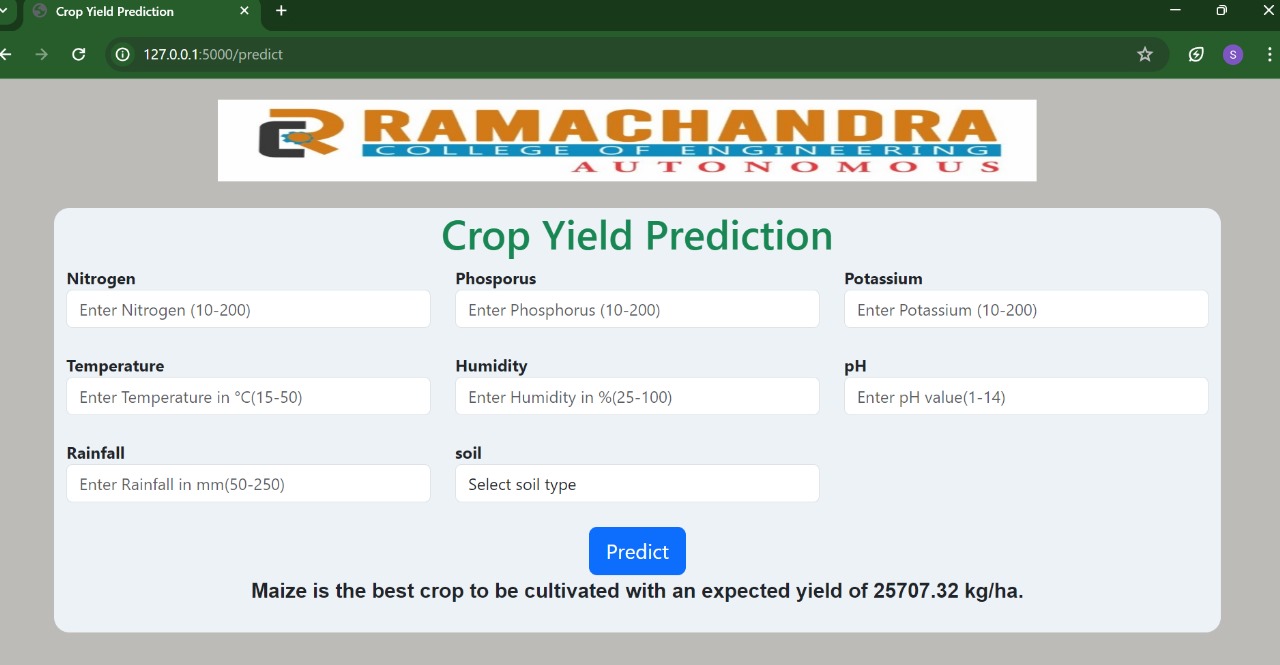 Crop Yield Prediction
127.0.0.1:5000/predict
S
RAMACHANDRA
COLLEGE OF ENGINEERING
AUTONOMOUS
Crop Yield Prediction
Nitrogen Phosporus Potassium
Enter Nitrogen (10-200) Enter Phosphorus (10-200) Enter Potassium (10-200)
Temperature Humidity pH
Enter Temperature in °C(15-50) Enter Humidity in %(25-100) Enter pH value(1-14)
Rainfall soil
Enter Rainfall in mm(50-250) Select soil type
Predict
Maize is the best crop to be cultivated with an expected yield of 25707.32 kg/ha.